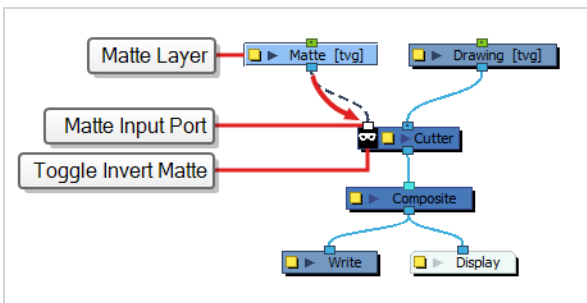 Matte Layer
Matte [tvg]
Drawing [tvg]
Matte Input Port
Cutter
Toggle Invert Matte
Composite
Write
Display